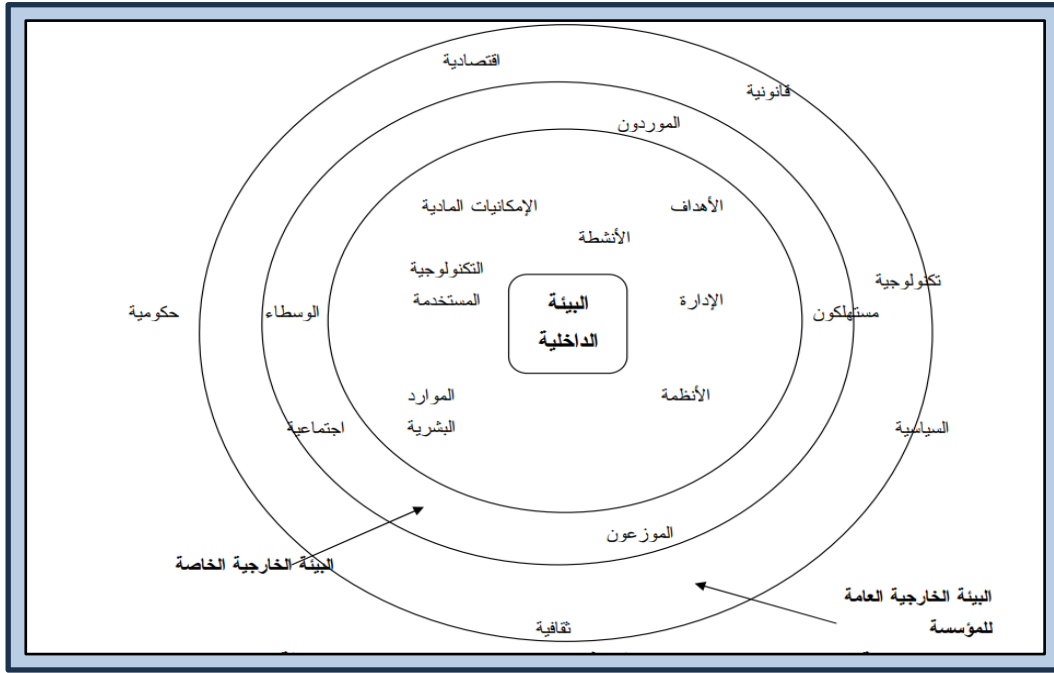 اقتصادية
قانونية
الموردون
الأهداف
الإمكانيات المادية
الأنشطة
التكنولوجية
المستخدمة
تكنولوجية
الإدارة
البيئة
الداخلية
مستهلكون
الوسطاء
حكومية
الأنظمة
الموارد
البشرية
السياسية
اجتماعية
الموزعون
البيئة الخارجية الخاصة
البيئة الخارجية العامة
للمؤسسة
ثقافية